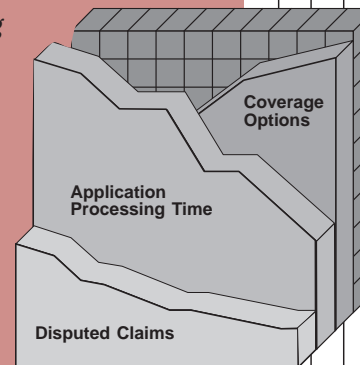 Coverage
Options
Application
Processing Time
Disputed Claims